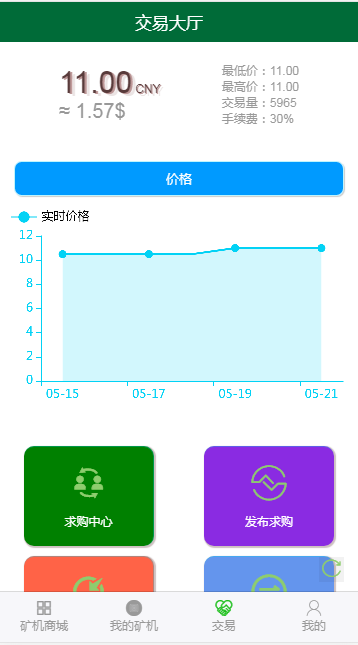 交易大厅
11.00 CNY
≈ 1.57$
最低价：11.00
最高价：11.00
交易量：5965
手续费：30%
价格
实时价格
12
10
8
6
4
2
0
05-15 05-17 05-19 05-21
求购中心 发布求购
矿机商城 我的矿机 交易 我的